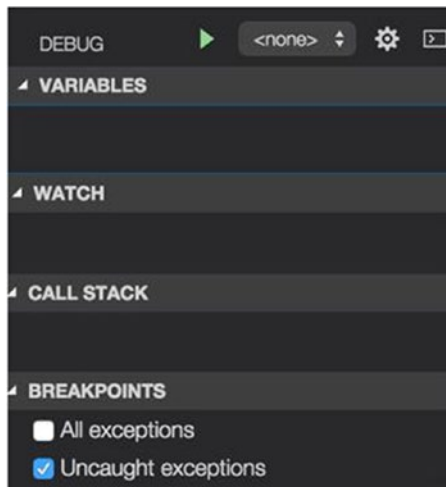 DEBUG <none>
VARIABLES
WATCH
CALL STACK
BREAKPOINTS
All exceptions
Uncaught exceptions